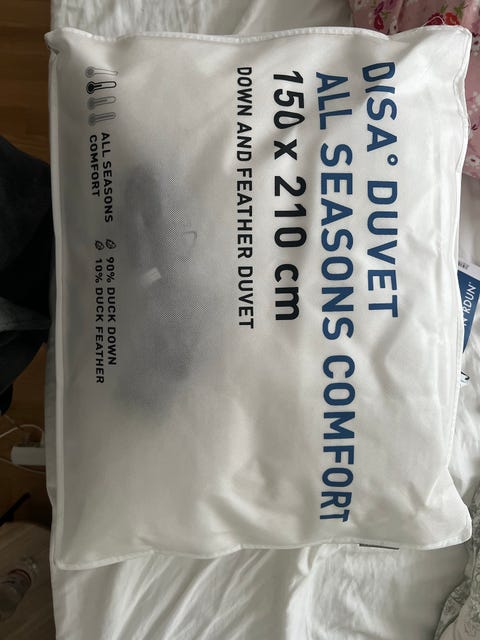 DISA° DUVET
ALL SEASONS COMFORT
150 x 210 cm
DOWN AND FEATHER DUVET
ALL SEASONS
COMFORT
90% DUCK DOWN
10% DUCK FEATHER